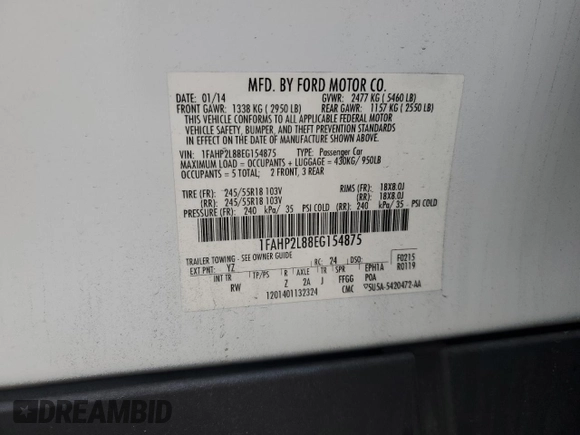 MFD. BY FORD MOTOR CO.
DATE: 01/14 GVWR: 2477 KG ( 5460 LB)
FRONT GAWR: 1338 KG ( 2950 LB) REAR GAWR: 1157 KG ( 2550 LB)
THIS VEHICLE CONFORMS TO ALL APPLICABLE FEDERAL MOTOR
VEHICLE SAFETY, BUMPER, AND THEFT PREVENTION STANDARDS
IN EFFECT ON THE DATE OF MANUFACTURE SHOWN ABOVE.
VIN: 1FAHP2L88EG154875 TYPE: Passenger Car
MAXIMUM LOAD = OCCUPANTS + LUGGAGE = 430KG/ 950LB
OCCUPANTS = 5 TOTAL; 2 FRONT, 3 REAR
TIRE (FR): 245/55R18 103V RIMS (FR): 18X8.0J
(RR): 245/55R18 103V (RR): 18X8.0J
PRESSURE (FR): 240 kPa/ 35 PSI COLD (RR): 240 kPa/ 35 PSI COLD
1FAHP2L88EG154875
TRAILER TOWING - SEE OWNER GUIDE
EXT PNT: YZ RC: 24 DSO: F0215
INT TR TP/PS R AXLE TR SPR EPH1A R0119
RW Z 2A J FFGG POA
1201401132324 CMC 5U5A-5420472-AA
DREAMBID